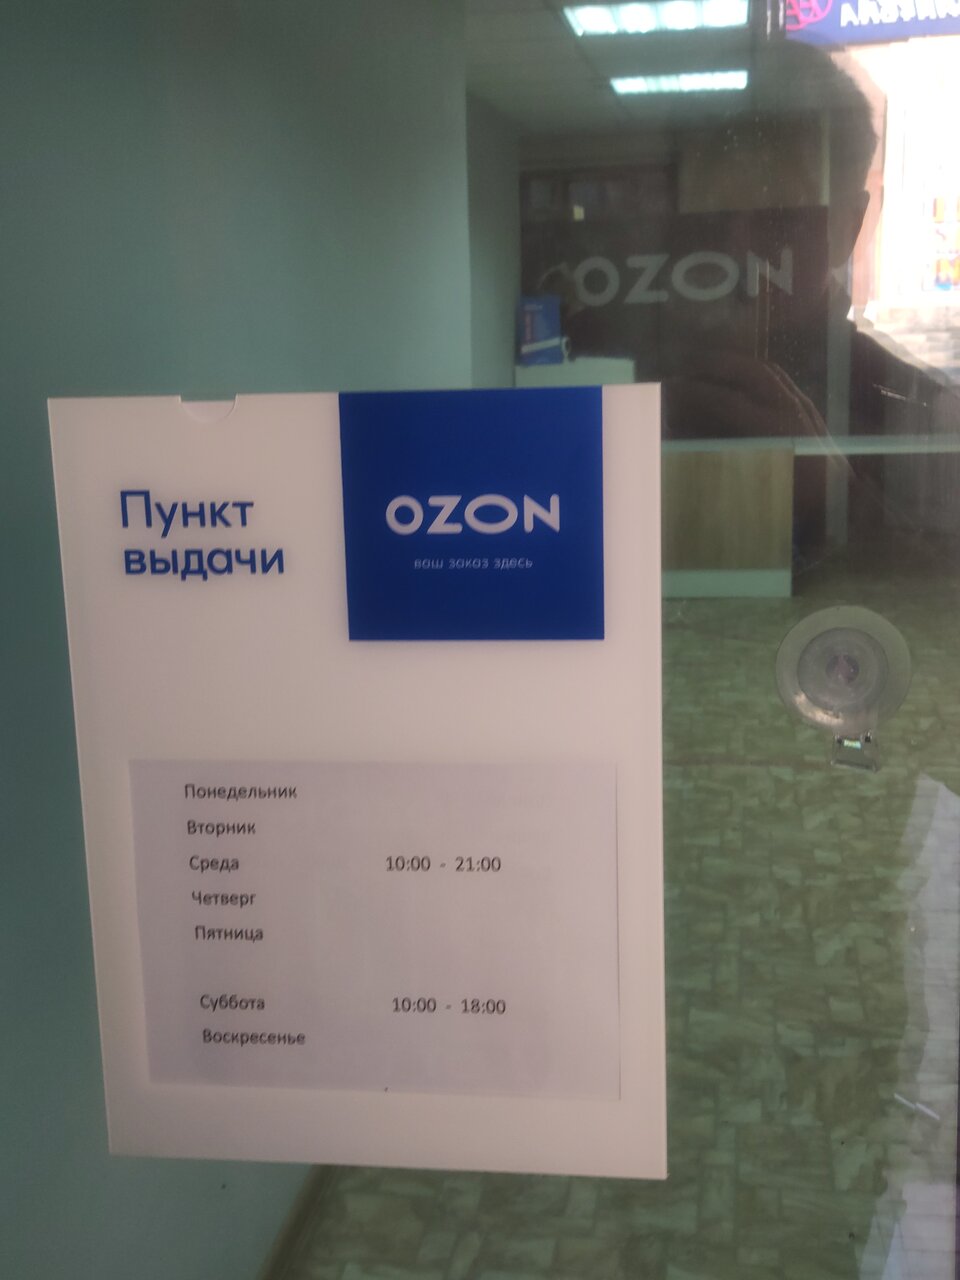 OZON
Пункт
выдачи
OZON
ваш заказ здесь
Понедельник
Вторник
Среда 10:00 - 21:00
Четверг
Пятница
Суббота 10:00 - 18:00
Воскресенье